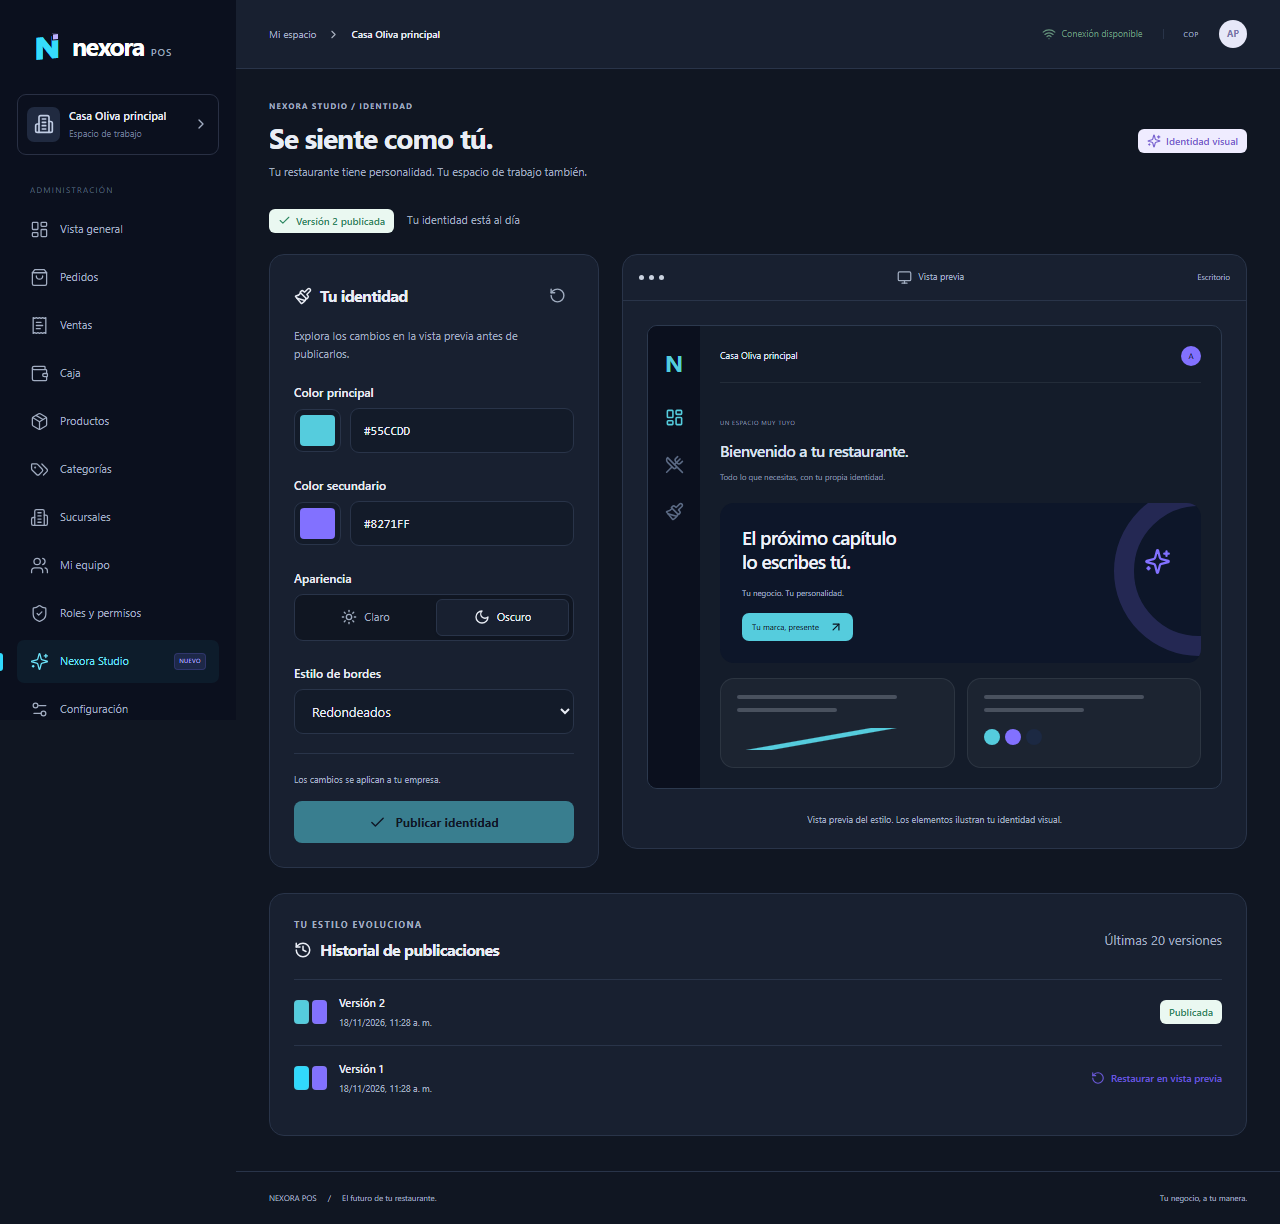 nexora POS
Casa Oliva principal
Espacio de trabajo
ADMINISTRACIÓN
Vista general
Pedidos
Ventas
Caja
Productos
Categorías
Sucursales
Mi equipo
Roles y permisos
Nexora Studio NUEVO
Configuración
Mi espacio > Casa Oliva principal
Conexión disponible COP AP
NEXORA STUDIO / IDENTIDAD
Se siente como tú.
Tu restaurante tiene personalidad. Tu espacio de trabajo también.
Identidad visual
Versión 2 publicada Tu identidad está al día
Tu identidad
Explora los cambios en la vista previa antes de
publicarlos.
Color principal
#55CCDD
Color secundario
#8271FF
Apariencia
Claro Oscuro
Estilo de bordes
Redondeados
Los cambios se aplican a tu empresa.
Publicar identidad
Vista previa Escritorio
N
Casa Oliva principal A
UN ESPACIO MUY TUYO
Bienvenido a tu restaurante.
Todo lo que necesitas, con tu propia identidad.
El próximo capítulo
lo escribes tú.
Tu negocio. Tu personalidad.
Tu marca, presente
Vista previa del estilo. Los elementos ilustran tu identidad visual.
TU ESTILO EVOLUCIONA
Historial de publicaciones
Últimas 20 versiones
Versión 2
18/11/2026, 11:28 a. m.
Publicada
Versión 1
18/11/2026, 11:28 a. m.
Restaurar en vista previa
NEXORA POS / El futuro de tu restaurante.
Tu negocio, a tu manera.